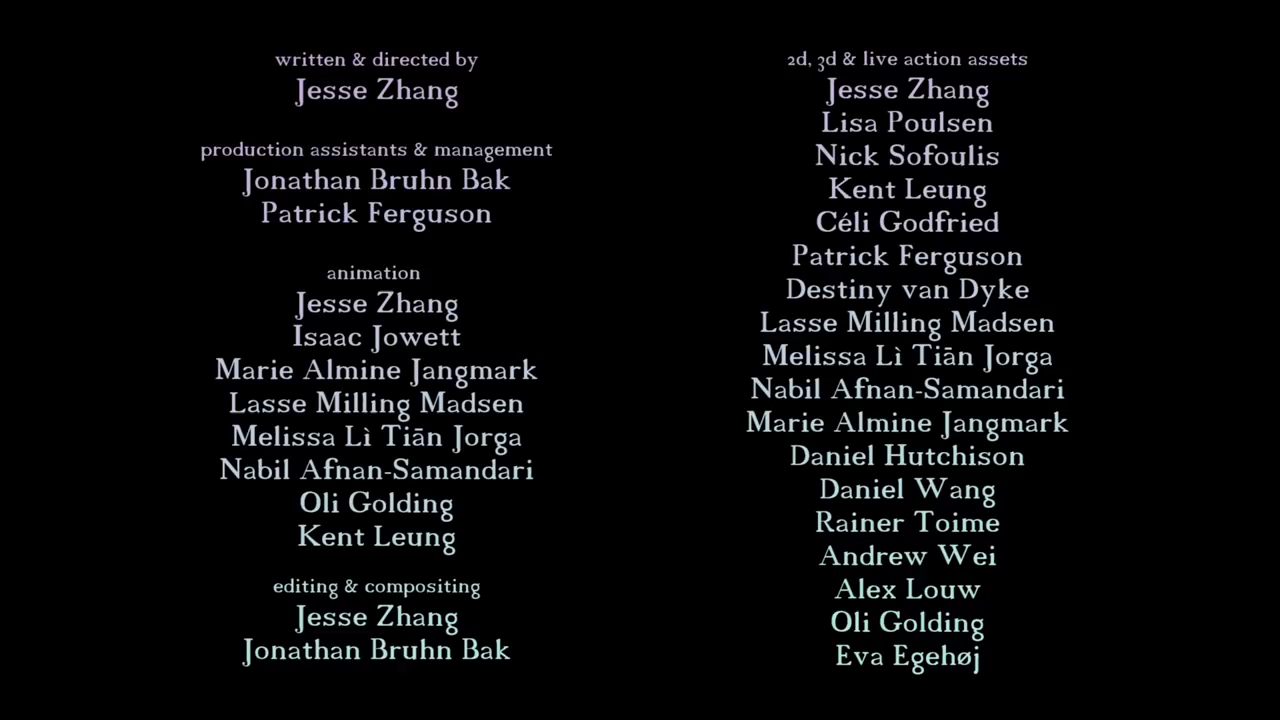 written & directed by
Jesse Zhang
production assistants & management
Jonathan Bruhn Bak
Patrick Ferguson
animation
Jesse Zhang
Isaac Jowett
Marie Almine Jangmark
Lasse Milling Madsen
Melissa Lì Tiān Jorga
Nabil Afnan-Samandari
Oli Golding
Kent Leung
editing & compositing
Jesse Zhang
Jonathan Bruhn Bak
2d, 3d & live action assets
Jesse Zhang
Lisa Poulsen
Nick Sofoulis
Kent Leung
Céli Godfried
Patrick Ferguson
Destiny van Dyke
Lasse Milling Madsen
Melissa Lì Tiān Jorga
Nabil Afnan-Samandari
Marie Almine Jangmark
Daniel Hutchison
Daniel Wang
Rainer Toime
Andrew Wei
Alex Louw
Oli Golding
Eva Egehøj